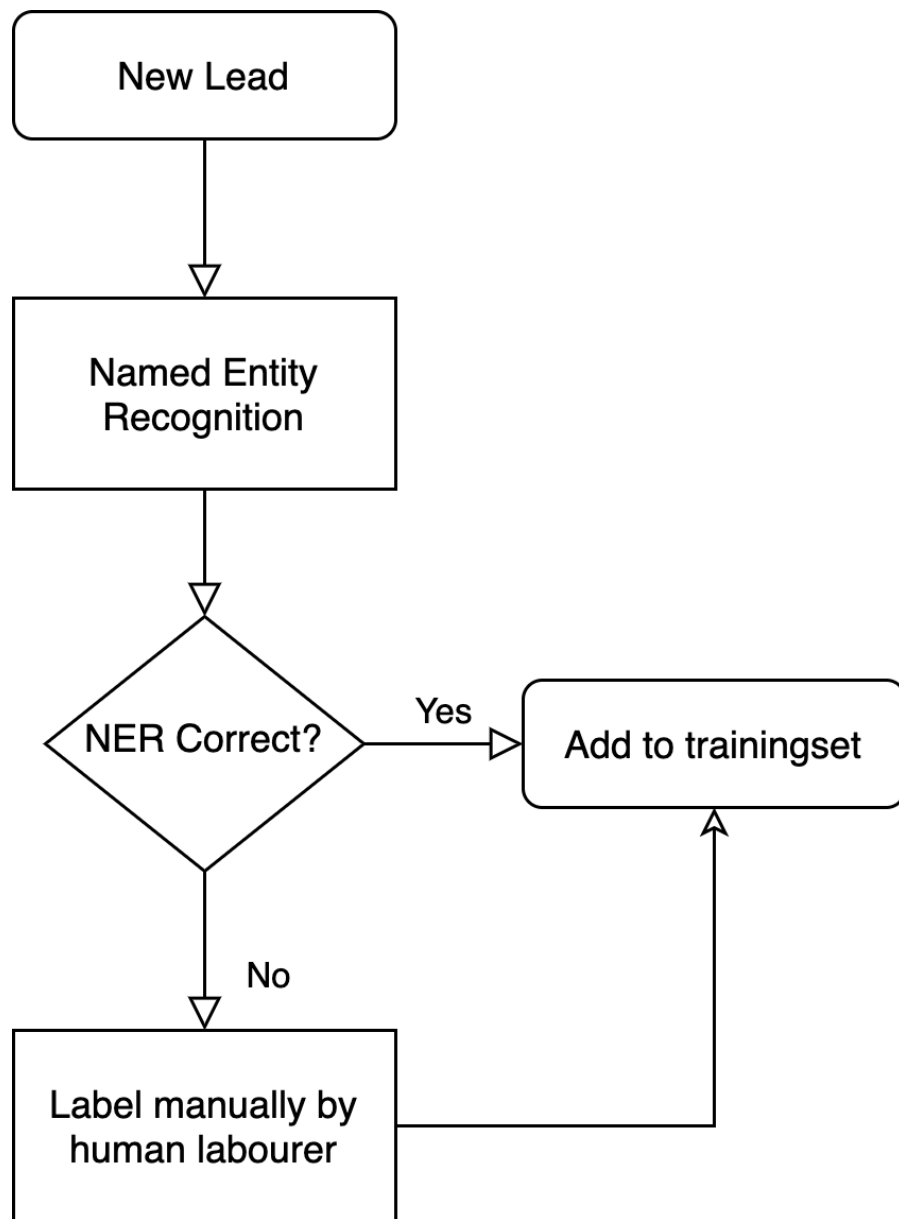 New Lead
Named Entity
Recognition
NER Correct?
Yes
Add to trainingset
No
Label manually by
human labourer